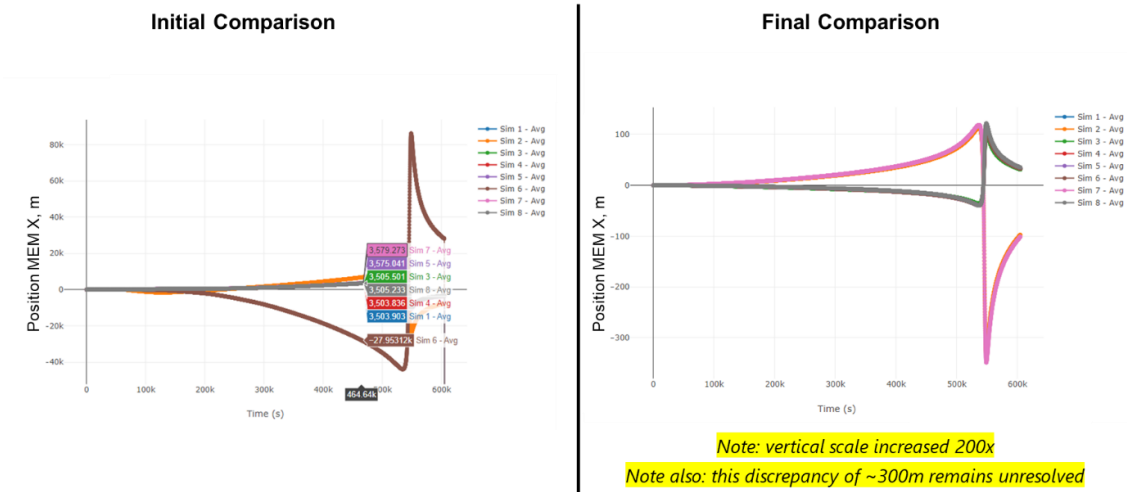 Initial Comparison
Position MEM X, m
80k
60k
40k
20k
0
−20k
−40k
0
100k
200k
300k
400k
500k
600k
464.64k
Time (s)
3,579.273 Sim 7 - Avg
3,575.041 Sim 5 - Avg
3,505.501 Sim 3 - Avg
3,505.233 Sim 8 - Avg
3,503.836 Sim 4 - Avg
3,503.903 Sim 1 - Avg
−27.95312k Sim 6 - Avg
Sim 1 - Avg
Sim 2 - Avg
Sim 3 - Avg
Sim 4 - Avg
Sim 5 - Avg
Sim 6 - Avg
Sim 7 - Avg
Sim 8 - Avg
Final Comparison
Position MEM X, m
100
0
−100
−200
−300
0
100k
200k
300k
400k
500k
600k
Time (s)
Sim 1 - Avg
Sim 2 - Avg
Sim 3 - Avg
Sim 4 - Avg
Sim 5 - Avg
Sim 6 - Avg
Sim 7 - Avg
Sim 8 - Avg
Note: vertical scale increased 200x
Note also: this discrepancy of ~300m remains unresolved